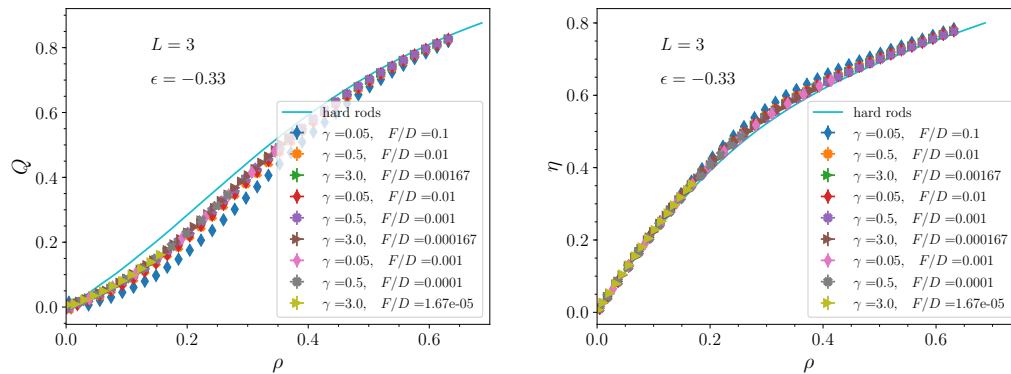 L = 3
ϵ = −0.33
hard rods
γ =0.05, F/D =0.1
γ =0.5, F/D =0.01
γ =3.0, F/D =0.00167
γ =0.05, F/D =0.01
γ =0.5, F/D =0.001
γ =3.0, F/D =0.000167
γ =0.05, F/D =0.001
γ =0.5, F/D =0.0001
γ =3.0, F/D =1.67e-05
Q
0.8
0.6
0.4
0.2
0.0
0.0 0.2 0.4 0.6
ρ
L = 3
ϵ = −0.33
hard rods
γ =0.05, F/D =0.1
γ =0.5, F/D =0.01
γ =3.0, F/D =0.00167
γ =0.05, F/D =0.01
γ =0.5, F/D =0.001
γ =3.0, F/D =0.000167
γ =0.05, F/D =0.001
γ =0.5, F/D =0.0001
γ =3.0, F/D =1.67e-05
η
0.8
0.6
0.4
0.2
0.0
0.0 0.2 0.4 0.6
ρ